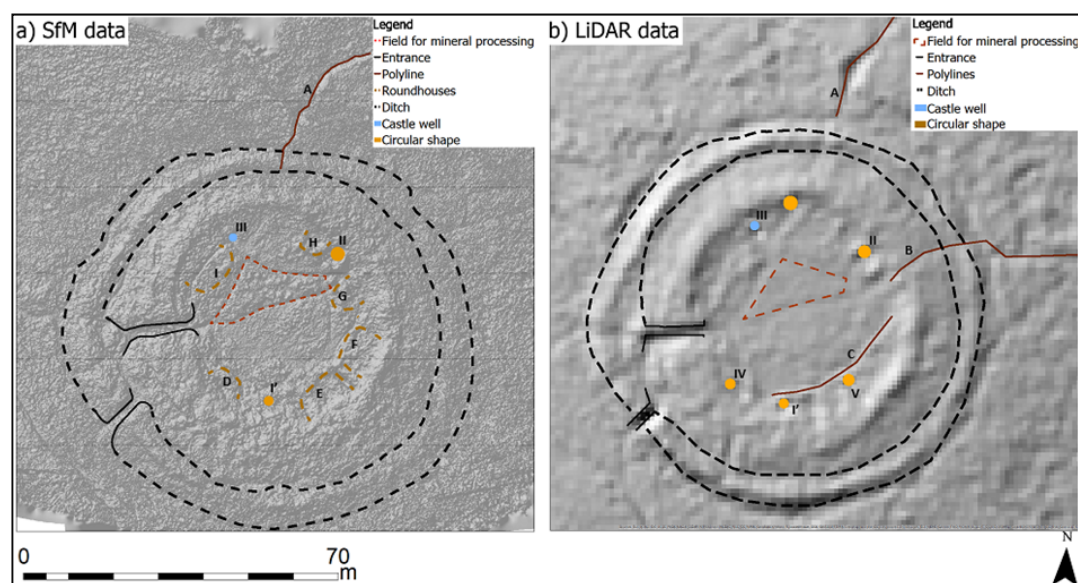 a) SfM data
Legend
Field for mineral processing
Entrance
Polyline
Roundhouses
Ditch
Castle well
Circular shape
A
III
H
II
I
G
F
D
I'
E
b) LiDAR data
Legend
Field for mineral processing
Entrance
Polylines
Ditch
Castle well
Circular shape
A
III
II
B
C
IV
V
I'
0 70
m
N